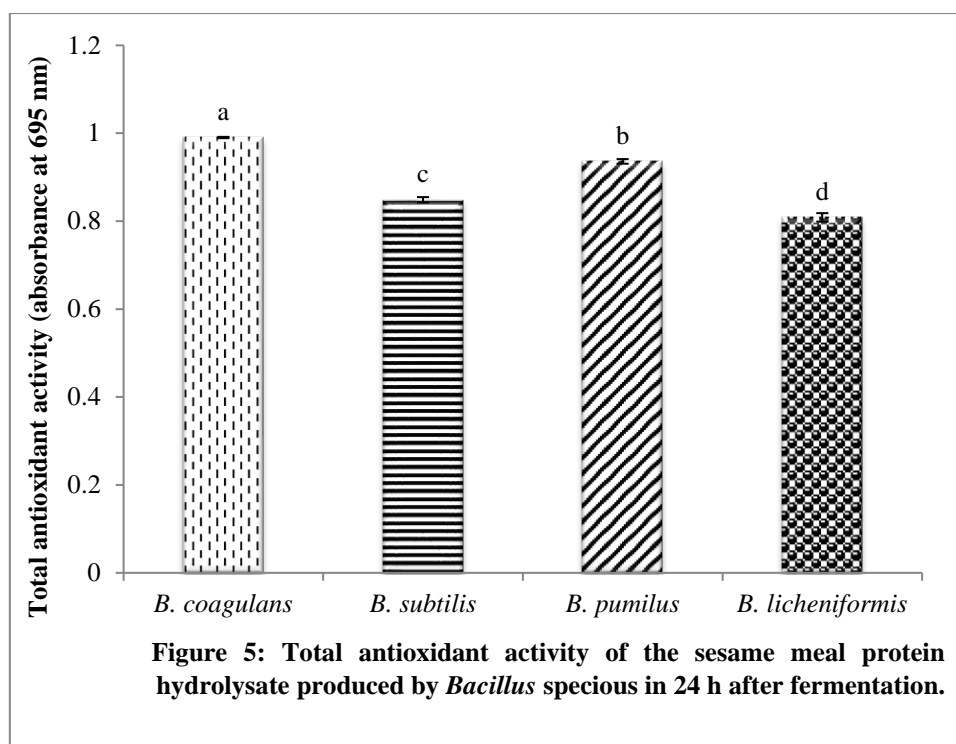 Total antioxidant activity (absorbance at 695 nm)
1.2
1
0.8
0.6
0.4
0.2
0
a
c
b
d
B. coagulans
B. subtilis
B. pumilus
B. licheniformis
Figure 5: Total antioxidant activity of the sesame meal protein
hydrolysate produced by Bacillus specious in 24 h after fermentation.